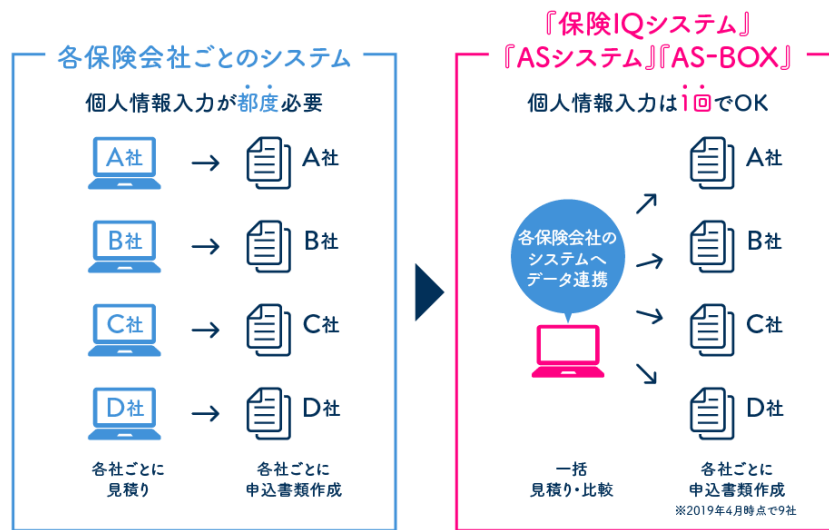 各保険会社ごとのシステム
個人情報入力が都度必要
A社 → A社
B社 → B社
C社 → C社
D社 → D社
各社ごとに
見積り
各社ごとに
申込書類作成
『保険IQシステム』
『ASシステム』『AS-BOX』
個人情報入力は1回でOK
各保険会社の
システムへ
データ連携
A社
B社
C社
D社
一括
見積り・比較
各社ごとに
申込書類作成
※2019年4月時点で9社